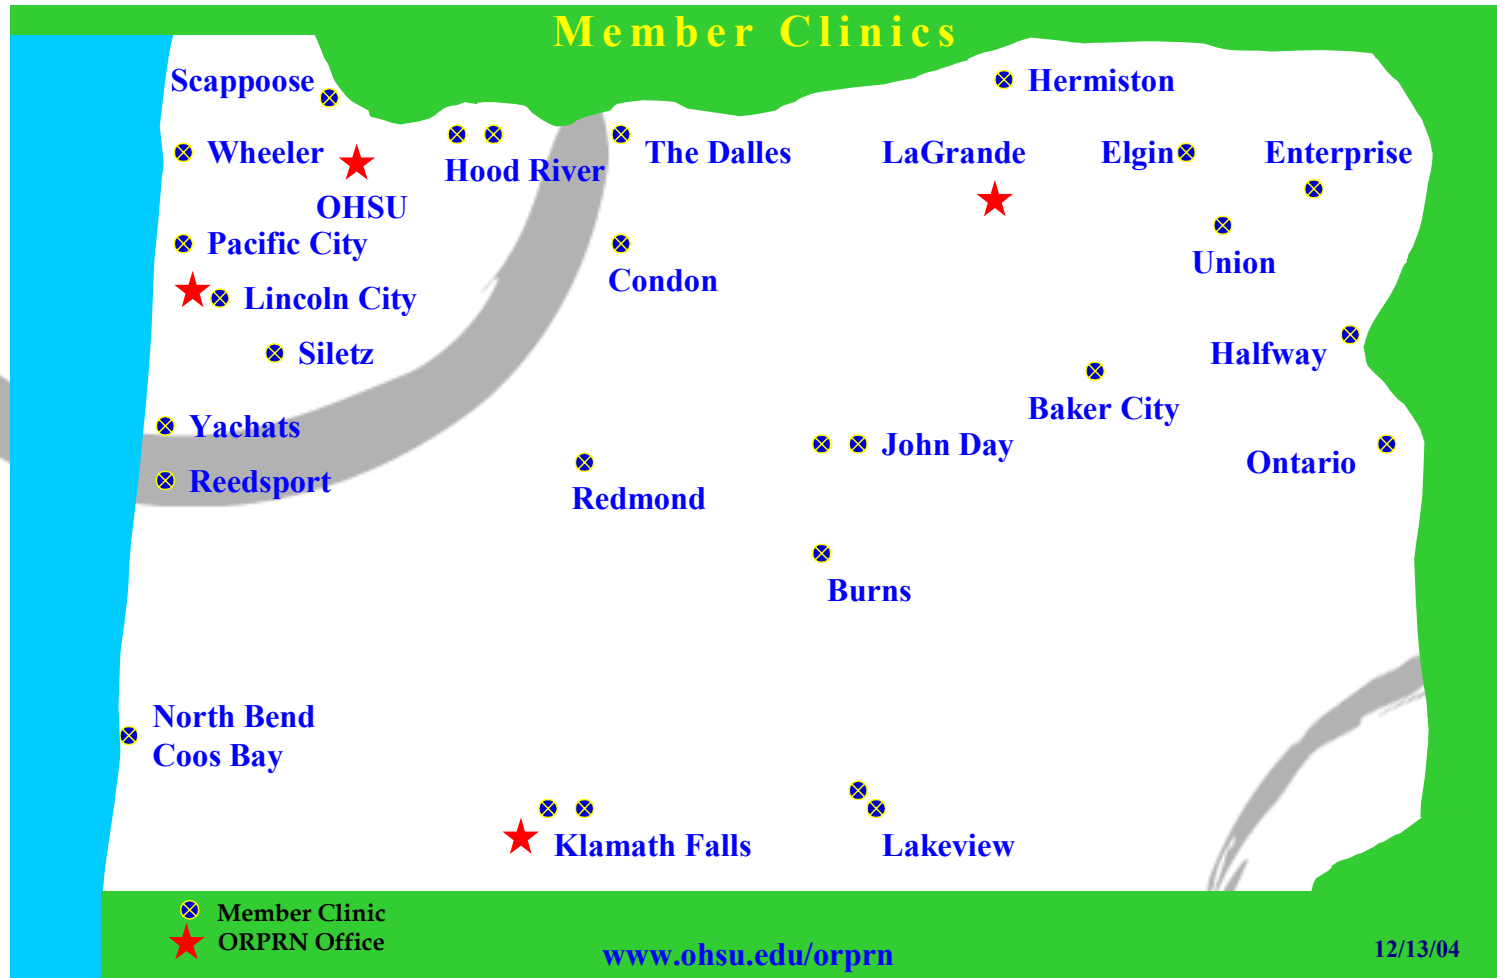 Member Clinics
Scappoose
Hermiston
Wheeler
The Dalles
LaGrande
Elgin
Enterprise
Hood River
OHSU
Pacific City
Union
Condon
Lincoln City
Siletz
Halfway
Baker City
Yachats
John Day
Ontario
Reedsport
Redmond
Burns
North Bend
Coos Bay
Klamath Falls
Lakeview
Member Clinic
ORPRN Office
www.ohsu.edu/orprn
12/13/04